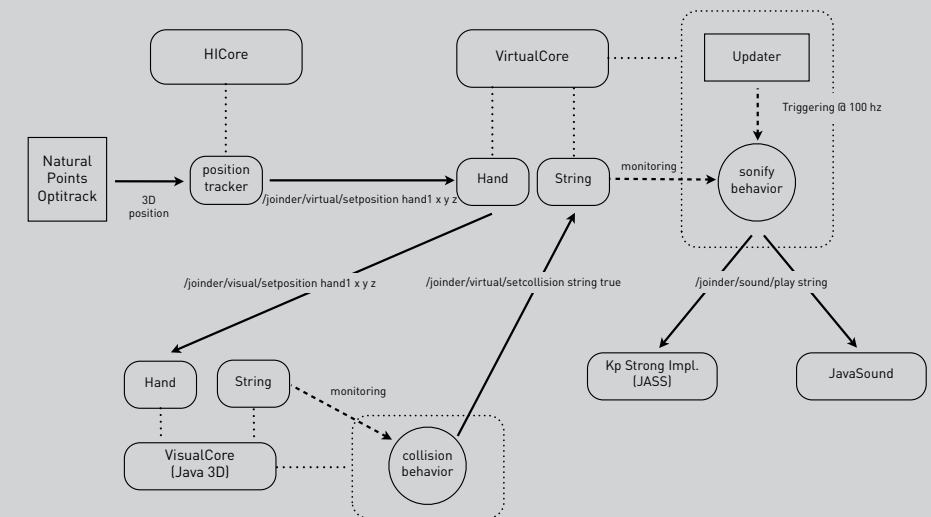 HICore
VirtualCore
Updater
Triggering @ 100 hz
Natural
Points
Optitrack
3D
position
position
tracker
/joinder/virtual/setposition hand1 x y z
Hand
String
monitoring
sonify
behavior
/joinder/visual/setposition hand1 x y z
/joinder/virtual/setcollision string true
/joinder/sound/play string
Hand
String
monitoring
Kp Strong Impl.
(JASS)
JavaSound
VisualCore
(Java 3D)
collision
behavior